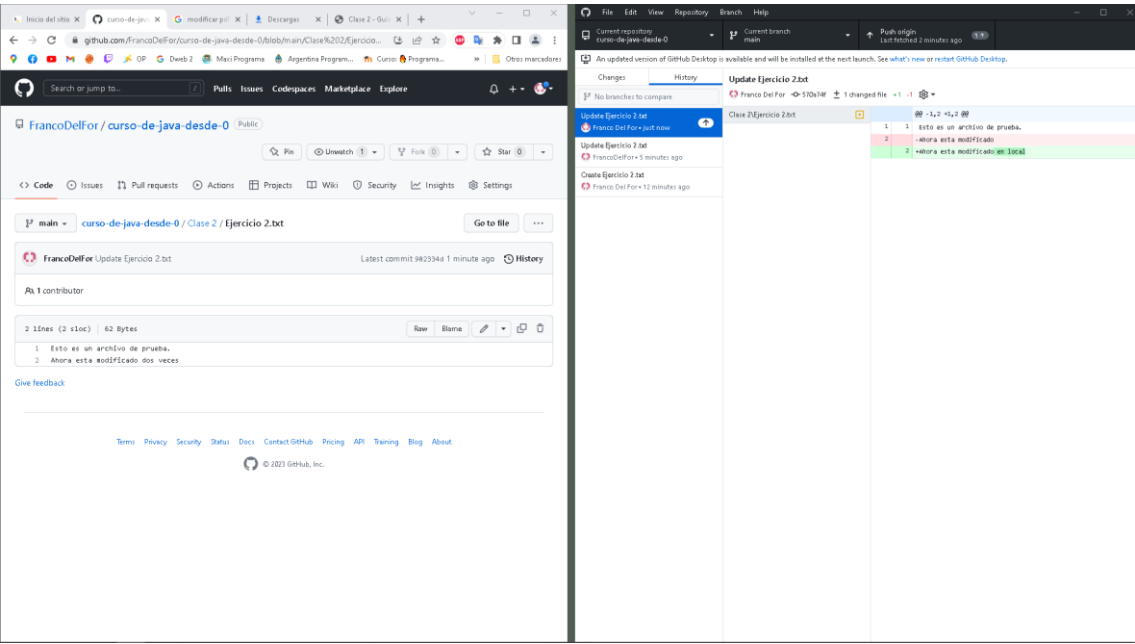 Inicio del sitio
curso-de-java
modificar pdf
Descargas
Clase 2 - Guía
github.com/FrancoDelFor/curso-de-java-desde-0/blob/main/Clase%202/Ejercicio...
OP
Dweb 2
Maxi Programa
Argentina Program...
Cursos
Programa...
»
Otros marcadores
Search or jump to...
/
Pulls Issues Codespaces Marketplace Explore
FrancoDelFor / curso-de-java-desde-0 Public
Pin
Unwatch 1
Fork 0
Star 0
<> Code
Issues
Pull requests
Actions
Projects
Wiki
Security
Insights
Settings
main
curso-de-java-desde-0 / Clase 2 / Ejercicio 2.txt
Go to file
...
FrancoDelFor Update Ejercicio 2.txt
Latest commit 902334d 1 minute ago
History
1 contributor
2 lines (2 sloc) | 62 Bytes
Raw Blame
1 Esto es un archivo de prueba.
2 Ahora esta modificado dos veces
Give feedback
Terms Privacy Security Status Docs Contact GitHub Pricing API Training Blog About
© 2023 GitHub, Inc.
File Edit View Repository Branch Help
Current repository
curso-de-java-desde-0
Current branch
main
Push origin
Last fetched 2 minutes ago
An updated version of GitHub Desktop is available and will be installed at the next launch. See what's new or restart GitHub Desktop.
Changes History
No branches to compare
Update Ejercicio 2.txt
Franco Del For • just now
Update Ejercicio 2.txt
FrancoDelFor • 5 minutes ago
Create Ejercicio 2.txt
Franco Del For • 12 minutes ago
Update Ejercicio 2.txt
Franco Del For 570a74f 1 changed file +1 -1
Clase 2\Ejercicio 2.txt
@@ -1,2 +1,2 @@
1 1 Esto es un archivo de prueba.
2 -Ahora esta modificado
2 +Ahora esta modificado en local